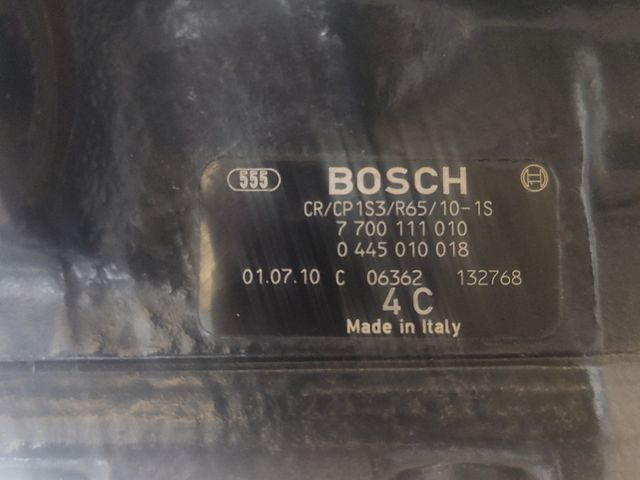 555 BOSCH
CR/CP1S3/R65/10-1S
7 700 111 010
0 445 010 018
01.07.10 C 06362 132768
4 C
Made in Italy